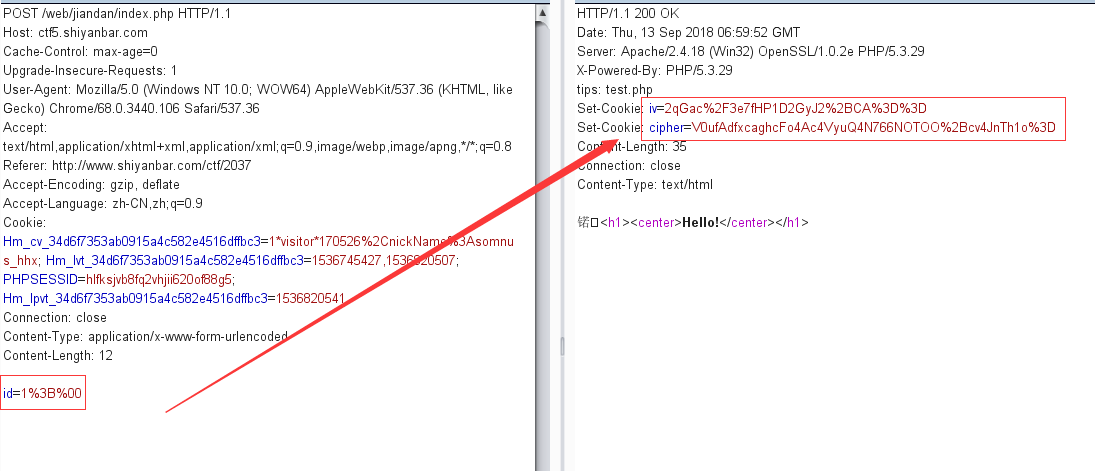 POST /web/jiandan/index.php HTTP/1.1
Host: ctf5.shiyanbar.com
Cache-Control: max-age=0
Upgrade-Insecure-Requests: 1
User-Agent: Mozilla/5.0 (Windows NT 10.0; WOW64) AppleWebKit/537.36 (KHTML, like
Gecko) Chrome/68.0.3440.106 Safari/537.36
Accept:
text/html,application/xhtml+xml,application/xml;q=0.9,image/webp,image/apng,*/*;q=0.8
Referer: http://www.shiyanbar.com/ctf/2037
Accept-Encoding: gzip, deflate
Accept-Language: zh-CN,zh;q=0.9
Cookie:
Hm_cv_34d6f7353ab0915a4c582e4516dffbc3=1*visitor*170526%2CnickName%3Asomnu
s_hhx; Hm_lvt_34d6f7353ab0915a4c582e4516dffbc3=1536745427,1536820507;
PHPSESSID=hlfksjvb8fq2vhjii620of88g5;
Hm_lpvt_34d6f7353ab0915a4c582e4516dffbc3=1536820541
Connection: close
Content-Type: application/x-www-form-urlencoded
Content-Length: 12
id=1%3B%00
HTTP/1.1 200 OK
Date: Thu, 13 Sep 2018 06:59:52 GMT
Server: Apache/2.4.18 (Win32) OpenSSL/1.0.2e PHP/5.3.29
X-Powered-By: PHP/5.3.29
tips: test.php
Set-Cookie: iv=2qGac%2F3e7fHP1D2GyJ2%2BCA%3D%3D
Set-Cookie: cipher=V0ufAdfxcaghcFo4Ac4VyuQ4N766NOTOO%2Bcv4JnTh1o%3D
Content-Length: 35
Connection: close
Content-Type: text/html
锘<h1><center>Hello!</center></h1>